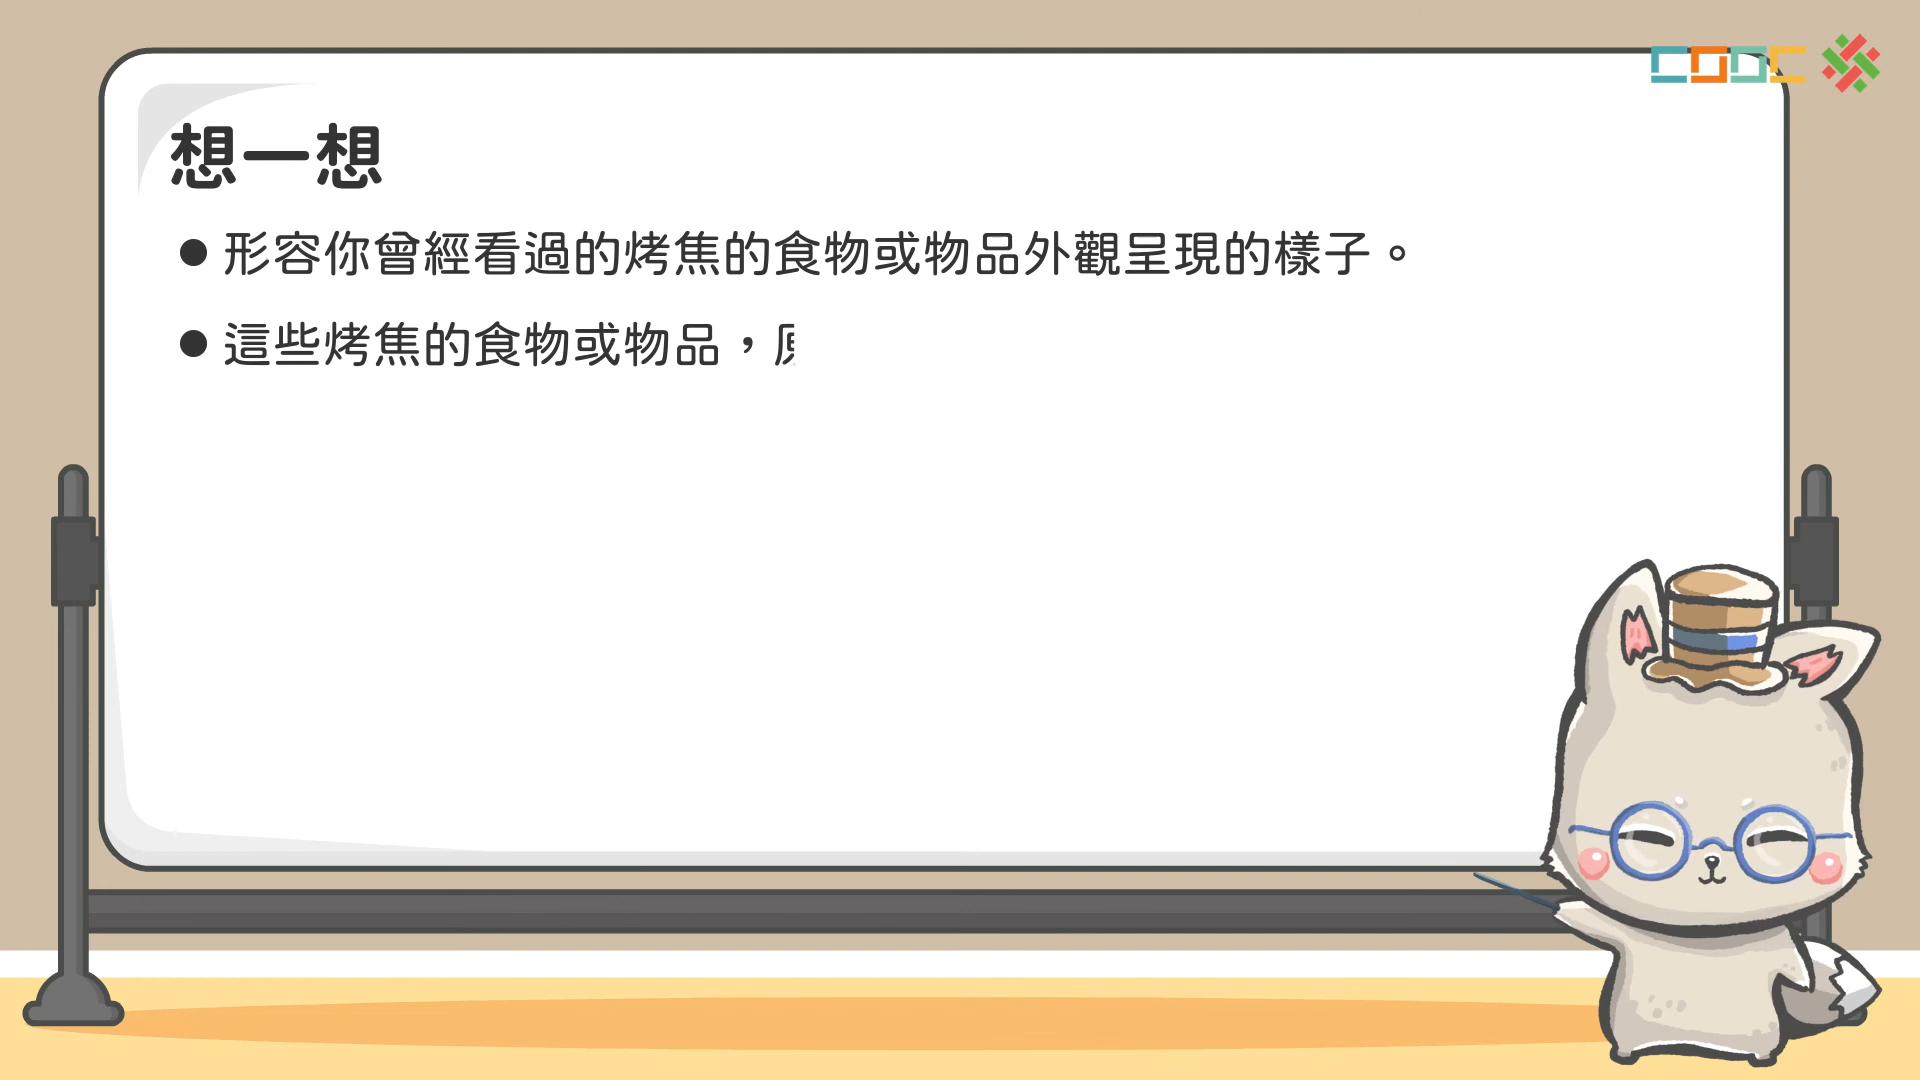 想一想
● 形容你曾經看過的烤焦的食物或物品外觀呈現的樣子。
● 這些烤焦的食物或物品，
COOC